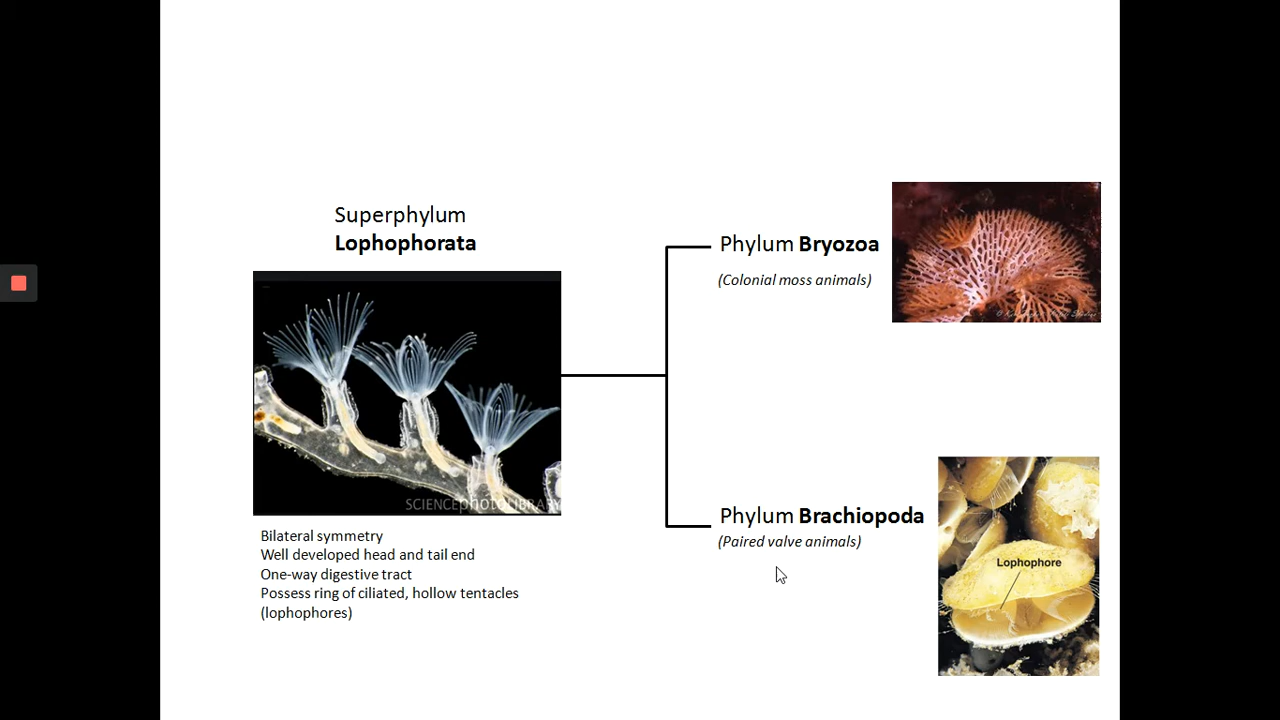 Superphylum
Lophophorata
SCIENCEphotOLIBRARY
Bilateral symmetry
Well developed head and tail end
One-way digestive tract
Possess ring of ciliated, hollow tentacles
(lophophores)
Phylum Bryozoa
(Colonial moss animals)
Phylum Brachiopoda
(Paired valve animals)
Lophophore